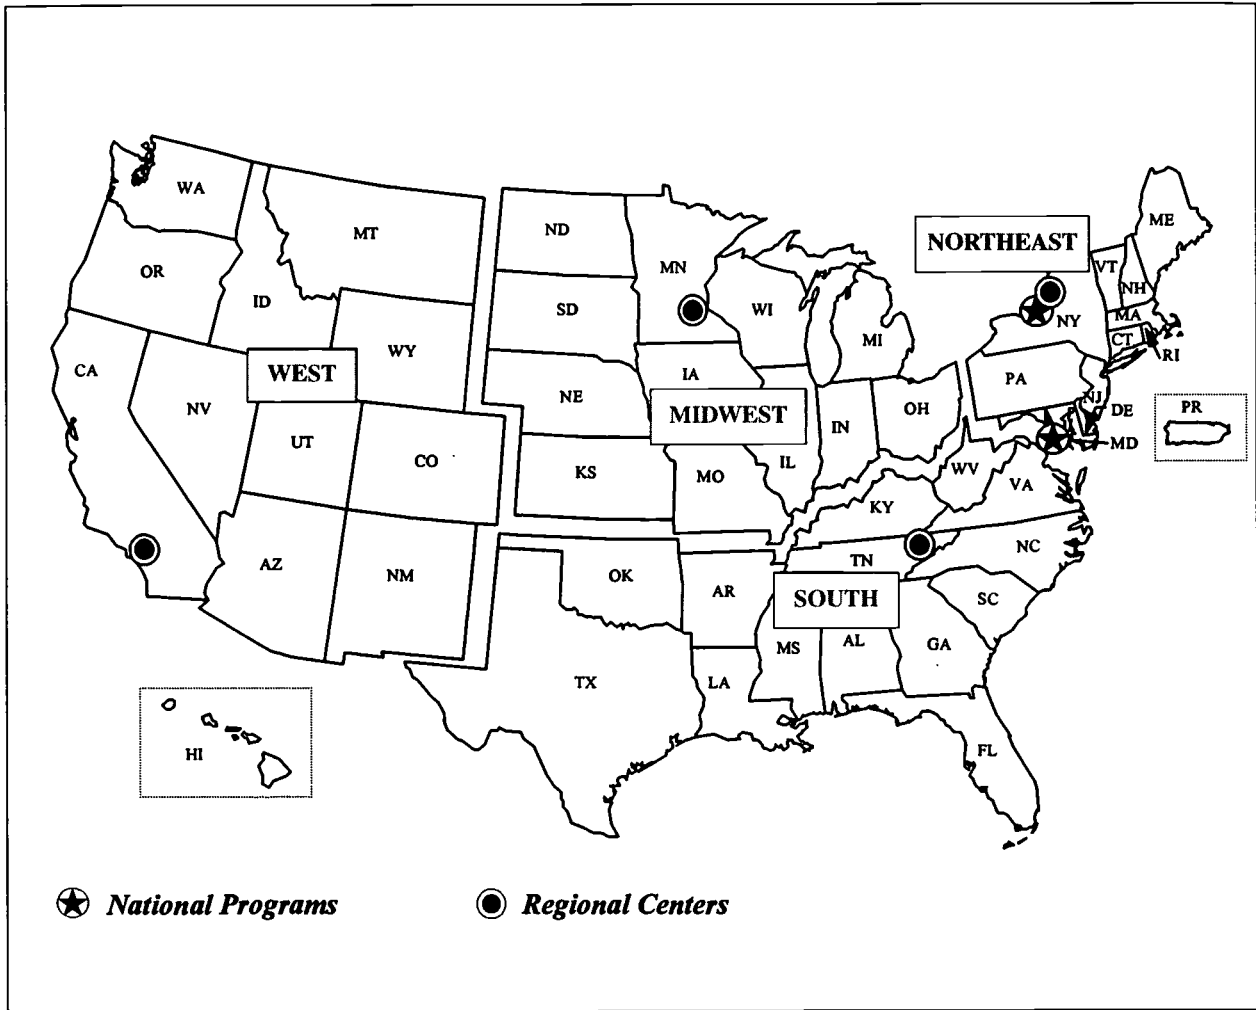 WA
MT
ND
MN
ME
NORTHEAST
VT
NH
OR
ID
SD
WI
MI
NY
MA
CT
RI
CA
WEST
WY
NV
NE
IA
MIDWEST
OH
IN
PA
NJ
DE
MD
PR
UT
CO
KS
MO
IL
WV
VA
KY
AZ
NM
OK
AR
TN
NC
SOUTH
SC
MS
AL
GA
TX
LA
FL
HI
National Programs
Regional Centers